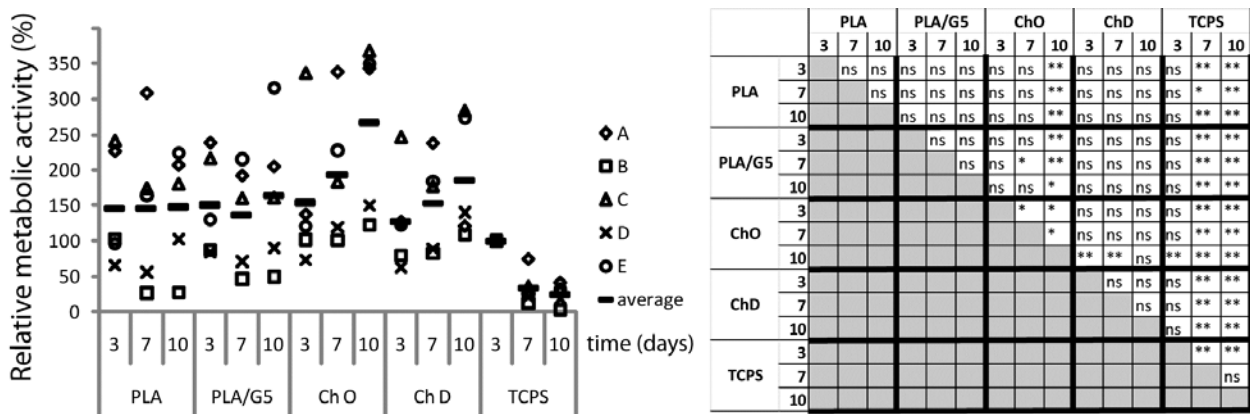 Relative metabolic activity (%)
350
300
250
200
150
100
50
0
3 7 10 3 7 10 3 7 10 3 7 10 3 7 10 time (days)
PLA PLA/G5 Ch O Ch D TCPS
A
B
C
D
E
average
PLA PLA/G5 ChO ChD TCPS
3 7 10 3 7 10 3 7 10 3 7 10 3 7 10
PLA
3 ns ns ns ns ns ns ns ** ns ns ns ns ** **
7 ns ns ns ns ns ns ** ns ns ns ns * **
10 ns ns ns ns ns ** ns ns ns ns ** **
PLA/G5
3 ns ns ns ns ** ns ns ns ns ** **
7 ns ns * ** ns ns ns ns ** **
10 ns ns * ns ns ns ns ** **
ChO
3 * * ns ns ns ns ** **
7 * ns ns ns ns ** **
10 ** ** ns ** ** **
ChD
3 ns ns ns ** **
7 ns ns ** **
10 ns ** **
TCPS
3 ** **
7 ns
10